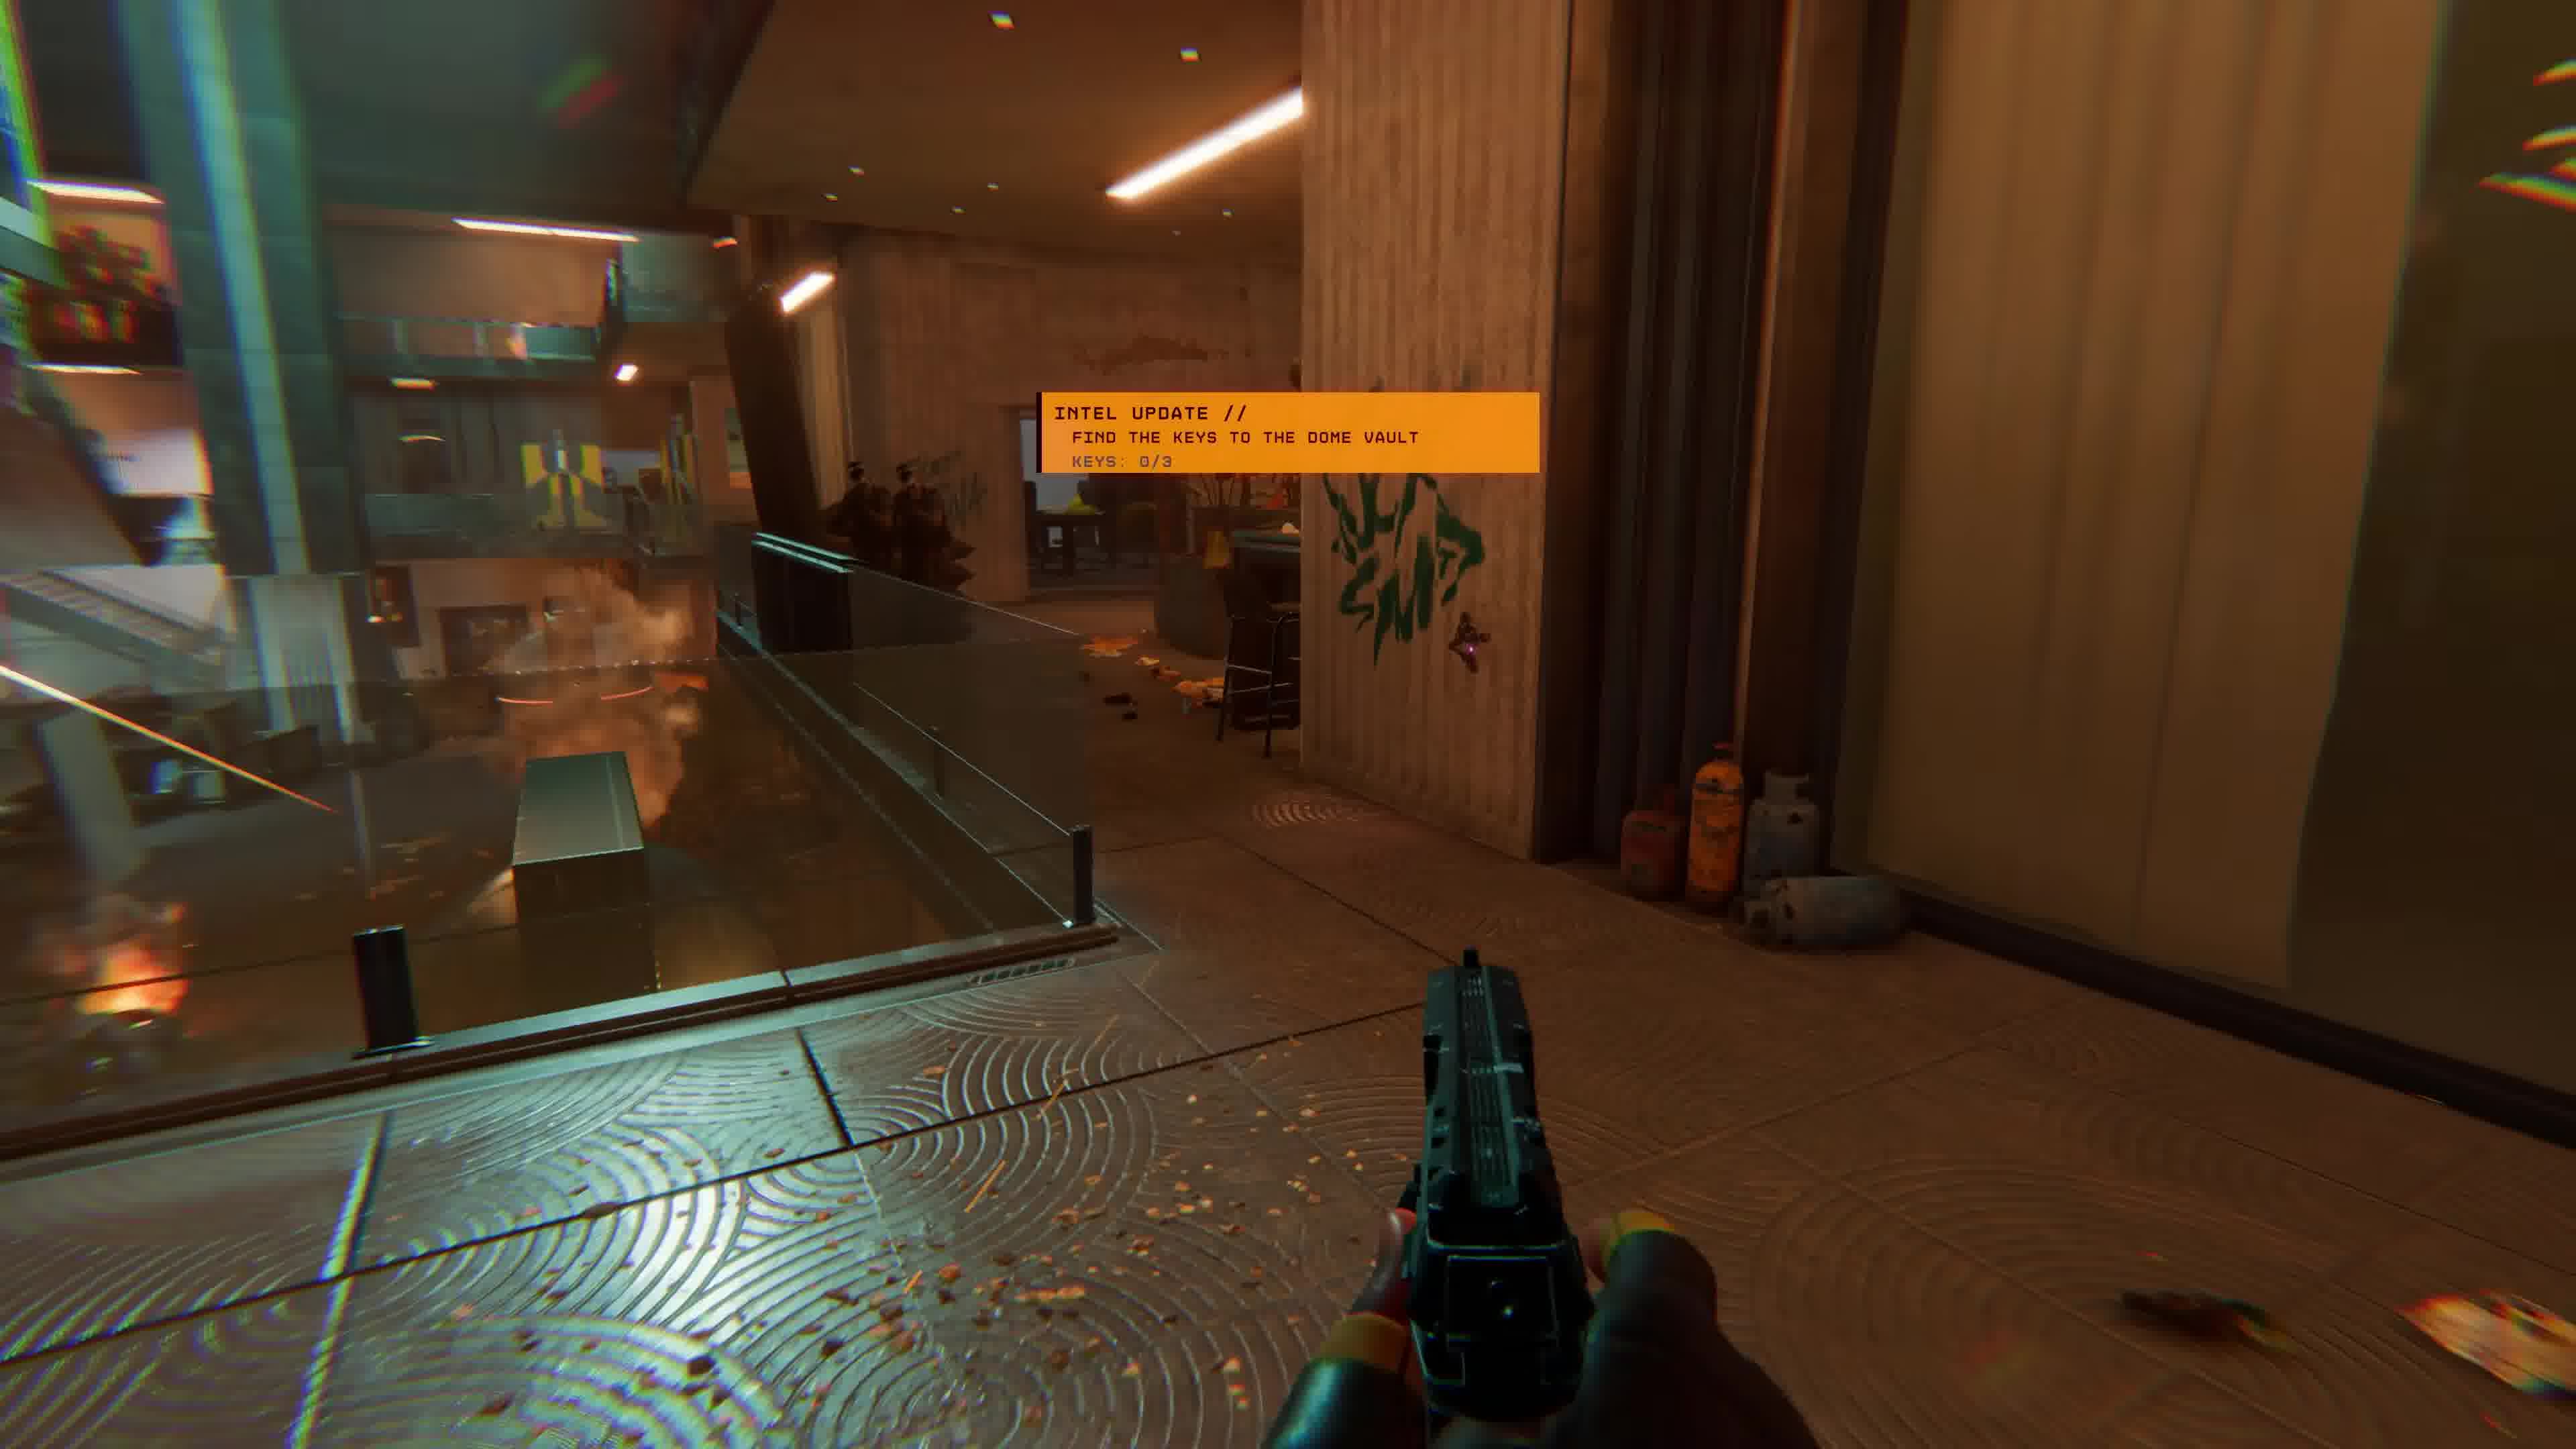 INTEL UPDATE //
FIND THE KEYS TO THE DOME VAULT
KEYS: 0/3